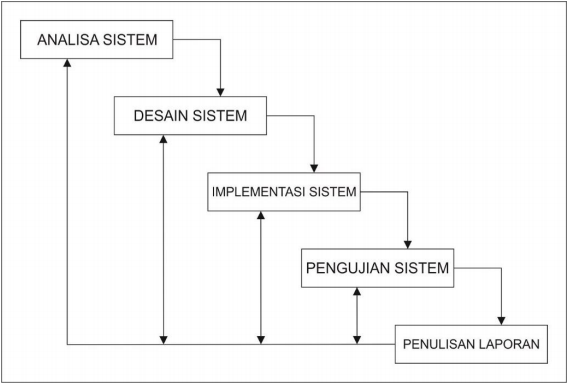 ANALISA SISTEM
DESAIN SISTEM
IMPLEMENTASI SISTEM
PENGUJIAN SISTEM
PENULISAN LAPORAN